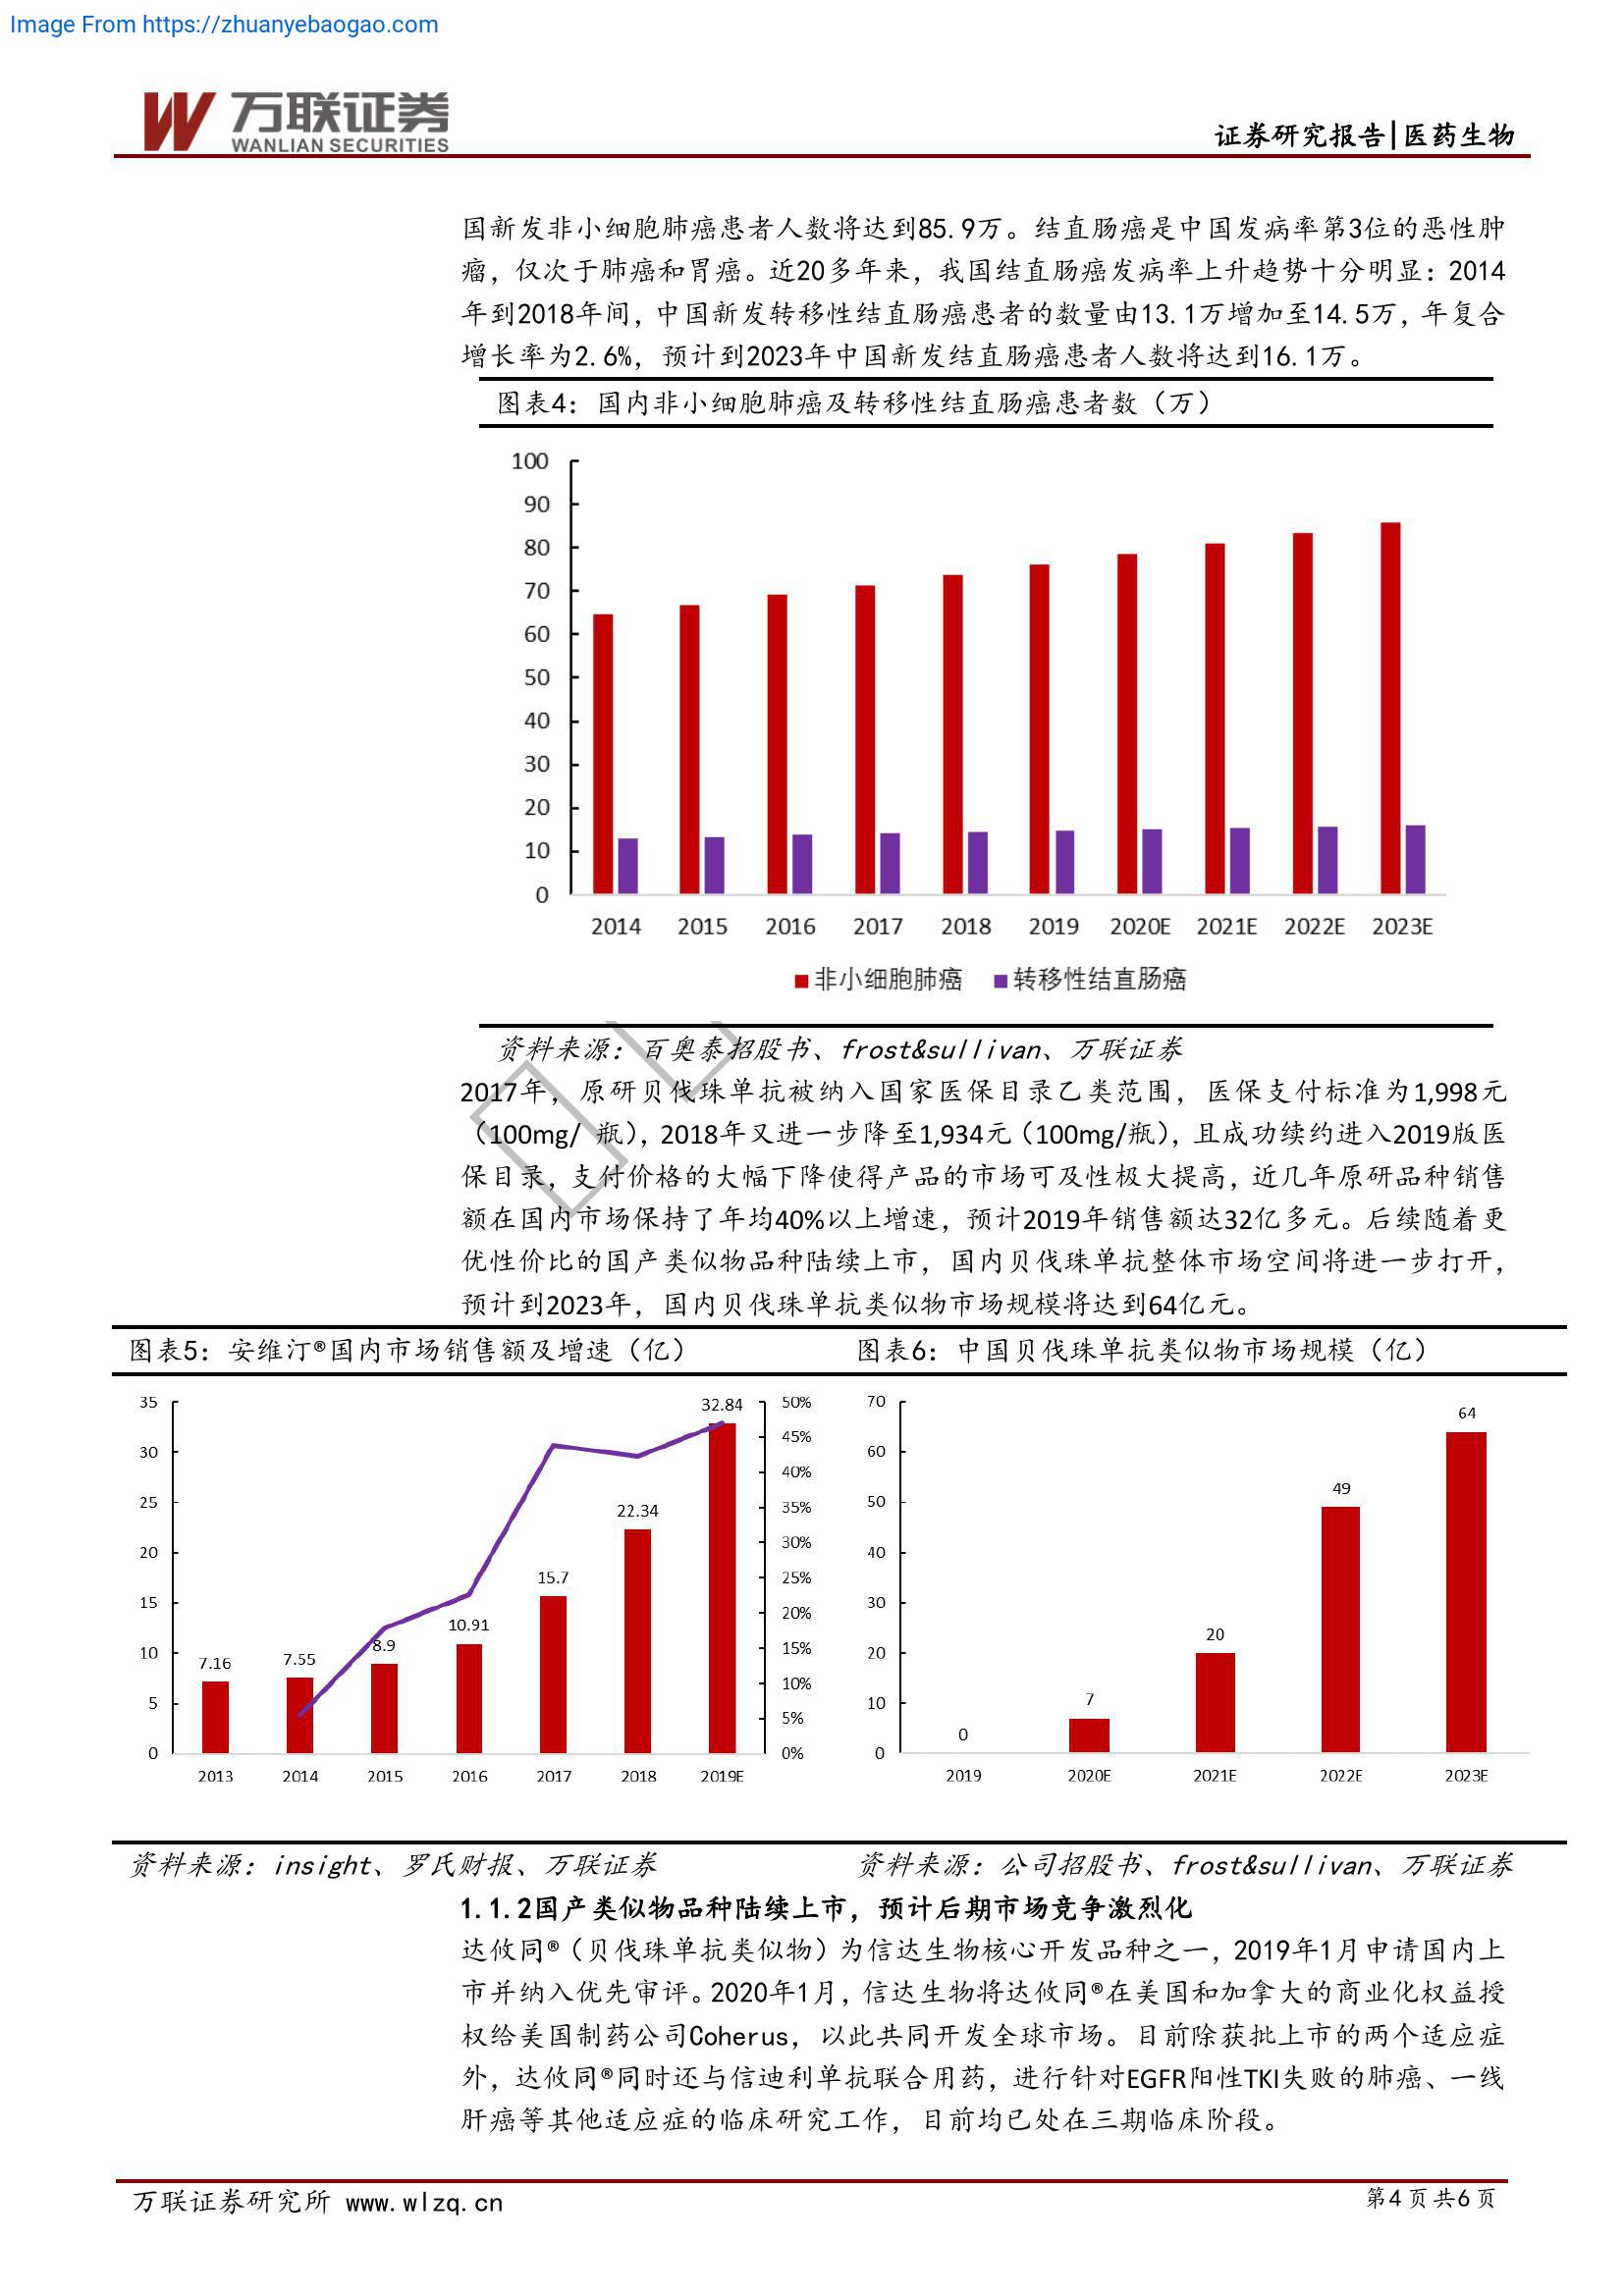 Image From https://zhuanyebaogao.com
万联证券
WANLIAN SECURITIES
证券研究报告|医药生物
国新发非小细胞肺癌患者人数将达到85.9万。结直肠癌是中国发病率第3位的恶性肿
瘤，仅次于肺癌和胃癌。近20多年来，我国结直肠癌发病率上升趋势十分明显：2014
年到2018年间，中国新发转移性结直肠癌患者的数量由13.1万增加至14.5万，年复合
增长率为2.6%，预计到2023年中国新发结直肠癌患者人数将达到16.1万。
图表4：国内非小细胞肺癌及转移性结直肠癌患者数（万）
100
90
80
70
60
50
40
30
20
10
0
2014 2015 2016 2017 2018 2019 2020E 2021E 2022E 2023E
非小细胞肺癌 转移性结直肠癌
资料来源：百奥泰招股书、frost&sullivan、万联证券
2017年，原研贝伐珠单抗被纳入国家医保目录乙类范围，医保支付标准为1,998元
（100mg/ 瓶），2018年又进一步降至1,934元（100mg/瓶），且成功续约进入2019版医
保目录，支付价格的大幅下降使得产品的市场可及性极大提高，近几年原研品种销售
额在国内市场保持了年均40%以上增速，预计2019年销售额达32亿多元。后续随着更
优性价比的国产类似物品种陆续上市，国内贝伐珠单抗整体市场空间将进一步打开，
预计到2023年，国内贝伐珠单抗类似物市场规模将达到64亿元。
图表5：安维汀®国内市场销售额及增速（亿）
35
30
25
20
15
10
5
0
7.16 7.55 8.9 10.91 15.7 22.34 32.84
50%
45%
40%
35%
30%
25%
20%
15%
10%
5%
0%
2013 2014 2015 2016 2017 2018 2019E
资料来源：insight、罗氏财报、万联证券
图表6：中国贝伐珠单抗类似物市场规模（亿）
70
60
50
40
30
20
10
0
0 7 20 49 64
2019 2020E 2021E 2022E 2023E
资料来源：公司招股书、frost&sullivan、万联证券
1.1.2国产类似物品种陆续上市，预计后期市场竞争激烈化
达攸同®（贝伐珠单抗类似物）为信达生物核心开发品种之一，2019年1月申请国内上
市并纳入优先审评。2020年1月，信达生物将达攸同®在美国和加拿大的商业化权益授
权给美国制药公司Coherus，以此共同开发全球市场。目前除获批上市的两个适应症
外，达攸同®同时还与信迪利单抗联合用药，进行针对EGFR阳性TKI失败的肺癌、一线
肝癌等其他适应症的临床研究工作，目前均已处在三期临床阶段。
万联证券研究所 www.wlzq.cn
第4页共6页